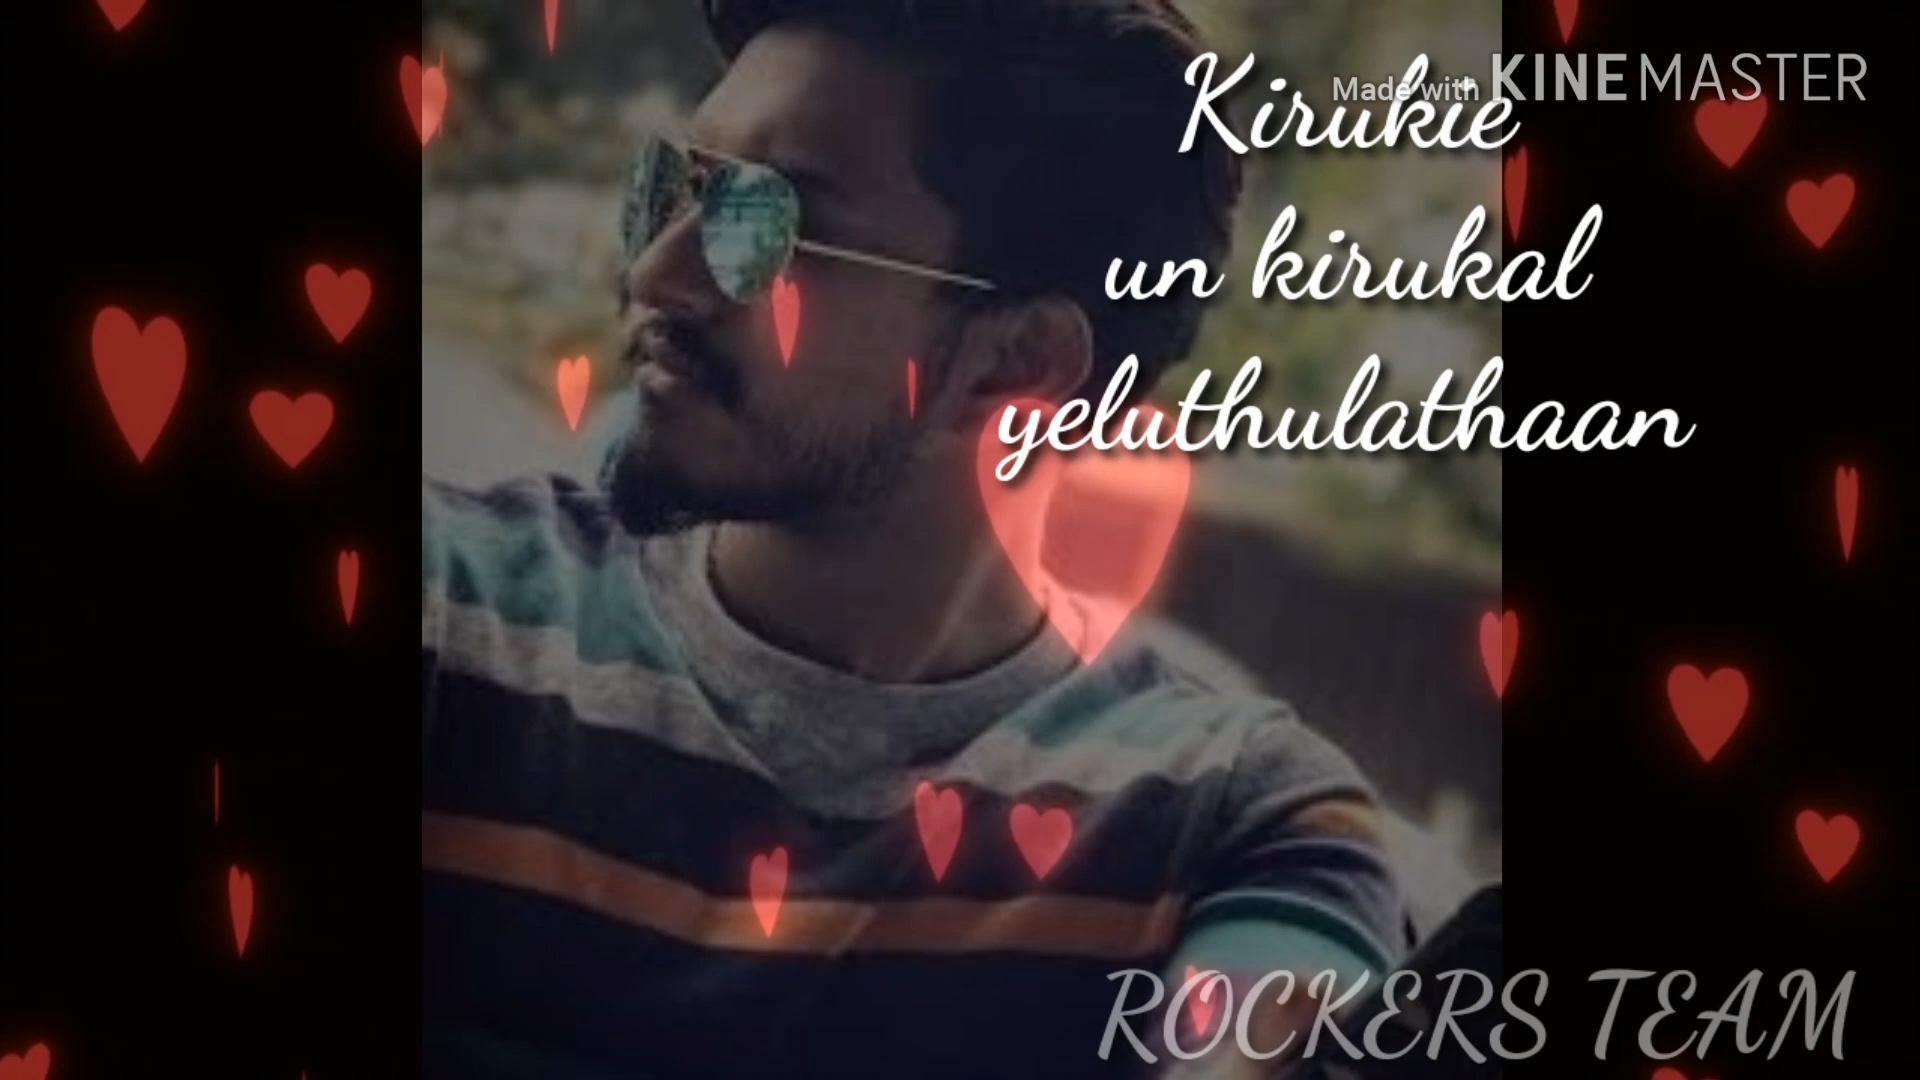 Made with KINEMASTER
Kirukie
un kirukal
yeluthulathaan
ROCKERS TEAM